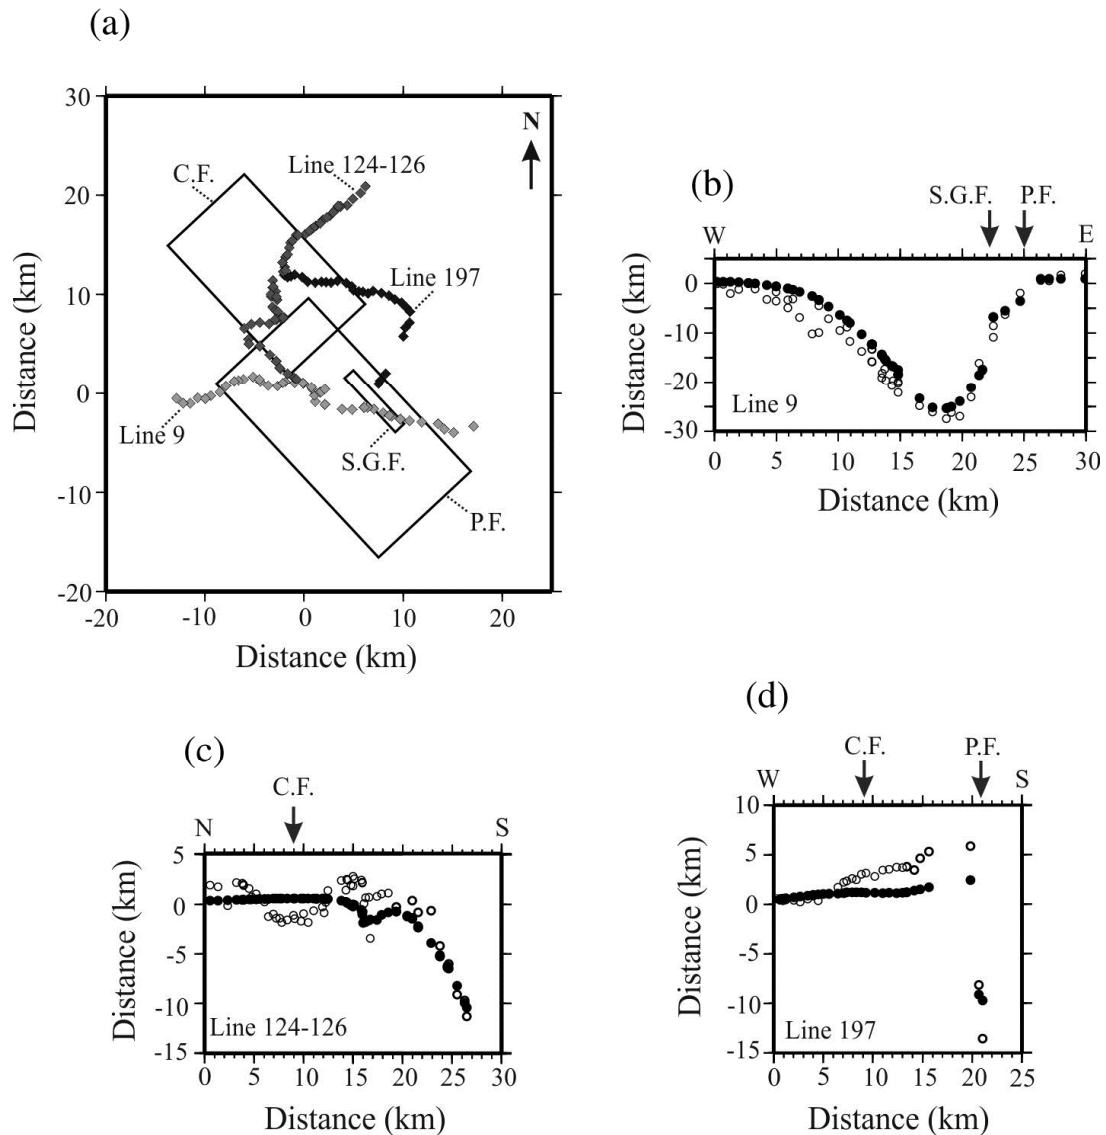 (a)
30
20
10
0
-10
-20
-20
-10
0
10
20
Distance (km)
Distance (km)
N
C.F.
Line 124-126
Line 197
Line 9
S.G.F.
P.F.
(b)
S.G.F. P.F.
W E
0
-10
-20
-30
Distance (km)
Line 9
0 5 10 15 20 25 30
Distance (km)
(c)
C.F.
N S
5
0
-5
-10
-15
Distance (km)
Line 124-126
0 5 10 15 20 25 30
Distance (km)
(d)
C.F. P.F.
W S
10
5
0
-5
-10
-15
Distance (km)
Line 197
0 5 10 15 20 25
Distance (km)